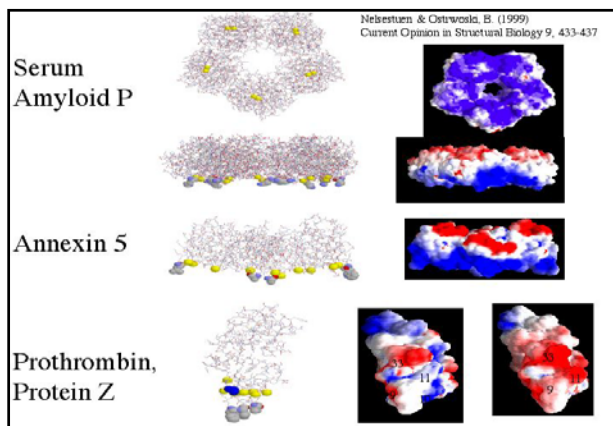 Nelsestuen & Ostrwoski, B. (1999)
Current Opinion in Structural Biology 9, 433-437
Serum
Amyloid P
Annexin 5
Prothrombin,
Protein Z
33
11
33
11
9